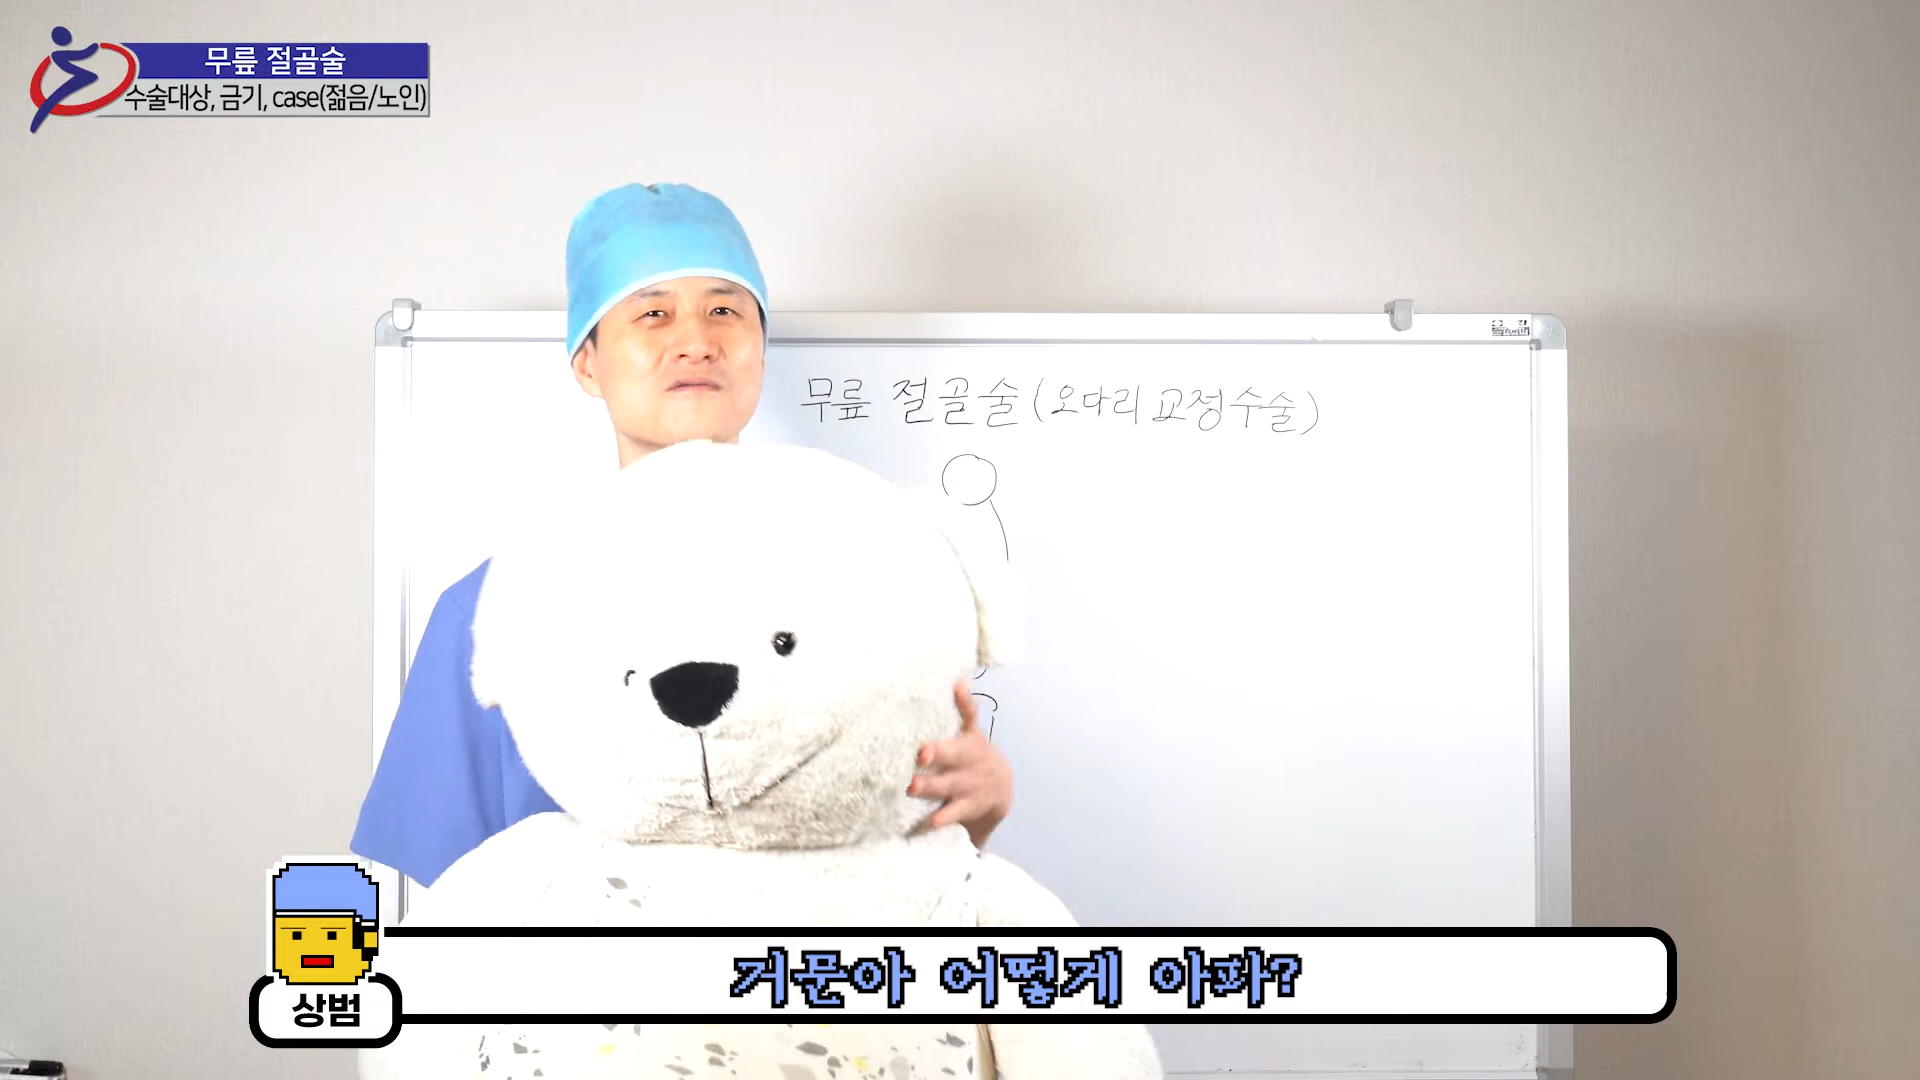 무릎 절골술
수술대상, 금기, case(젊음/노인)
무릎 절골술(오다리 교정수술)
거문아 어떻게 아파?
상범